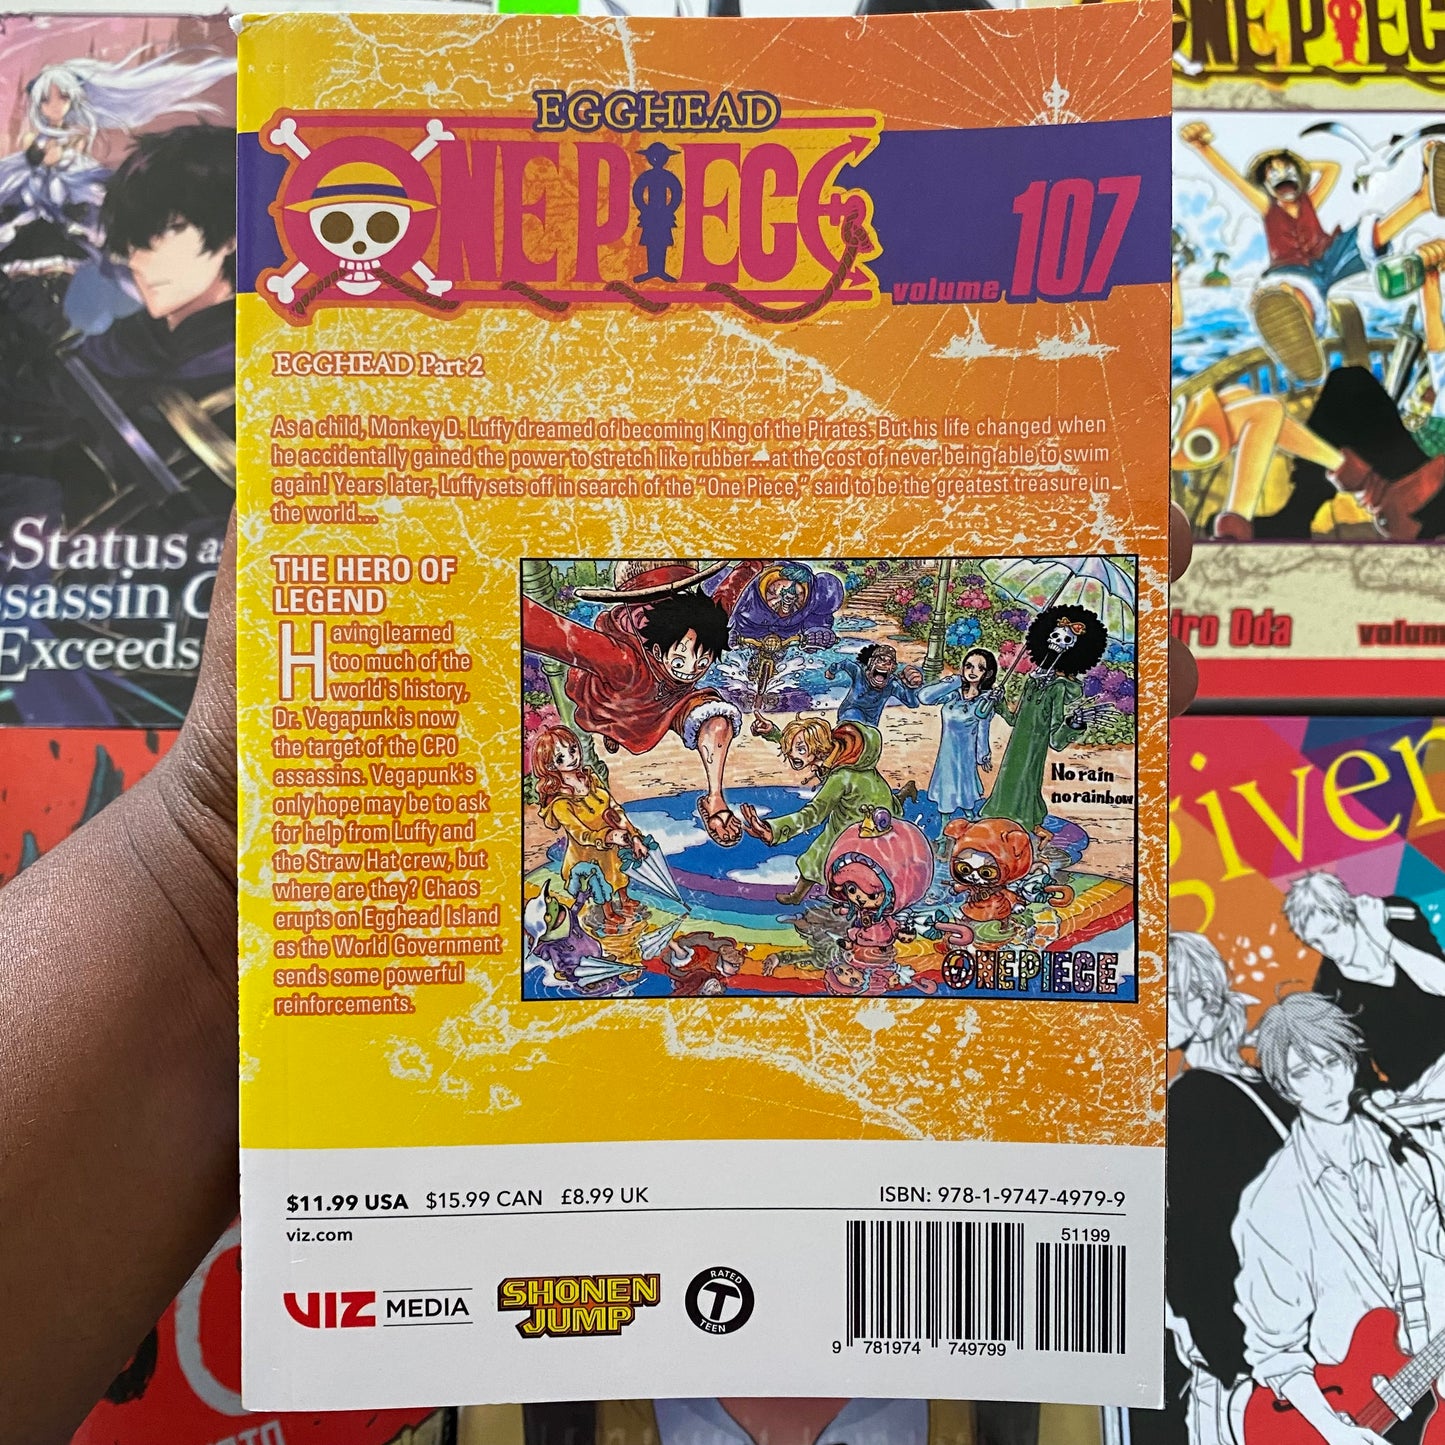 EGGHEAD
ONE PIECE
volume 107
EGGHEAD Part 2
As a child, Monkey D. Luffy dreamed of becoming King of the Pirates. But his life changed when
he accidentally gained the power to stretch like rubber...at the cost of never being able to swim
again! Years later, Luffy sets off in search of the "One Piece," said to be the greatest treasure in
the world...
THE HERO OF
LEGEND
Having learned
too much of the
world's history,
Dr. Vegapunk is now
the target of the CP0
assassins. Vegapunk's
only hope may be to ask
for help from Luffy and
the Straw Hat crew, but
where are they? Chaos
erupts on Egghead Island
as the World Government
sends some powerful
reinforcements.
No rain
no rainbow
ONE PIECE
$11.99 USA $15.99 CAN £8.99 UK
ISBN: 978-1-9747-4979-9
viz.com
51199
VIZ MEDIA
SHONEN
JUMP
RATED
T
TEEN
9 781974 749799
Status
Exceeds
Oda
given